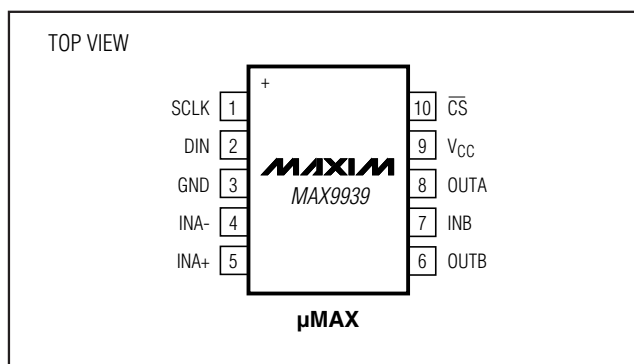 TOP VIEW
+
SCLK 1
DIN 2
GND 3
INA- 4
INA+ 5
10 C̅S̅
9 VCC
8 OUTA
7 INB
6 OUTB
MAXIM
MAX9939
µMAX